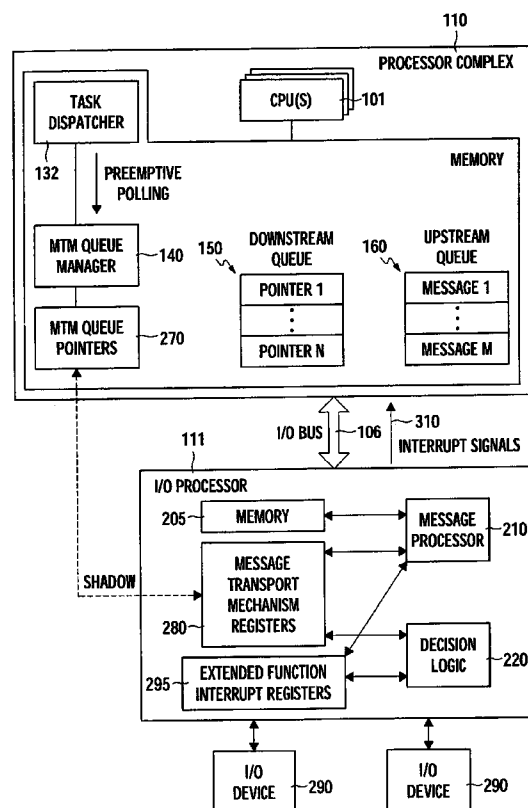 110
PROCESSOR COMPLEX
TASK
DISPATCHER
132
CPU(S)
101
PREEMPTIVE
POLLING
MEMORY
MTM QUEUE
MANAGER
140
MTM QUEUE
POINTERS
270
DOWNSTREAM
QUEUE
150
POINTER 1
POINTER N
UPSTREAM
QUEUE
160
MESSAGE 1
MESSAGE M
I/O BUS
106
310
INTERRUPT SIGNALS
111
I/O PROCESSOR
205
MEMORY
MESSAGE
PROCESSOR
210
SHADOW
MESSAGE
TRANSPORT
MECHANISM
REGISTERS
280
DECISION
LOGIC
220
295
EXTENDED FUNCTION
INTERRUPT REGISTERS
I/O
DEVICE
290
I/O
DEVICE
290